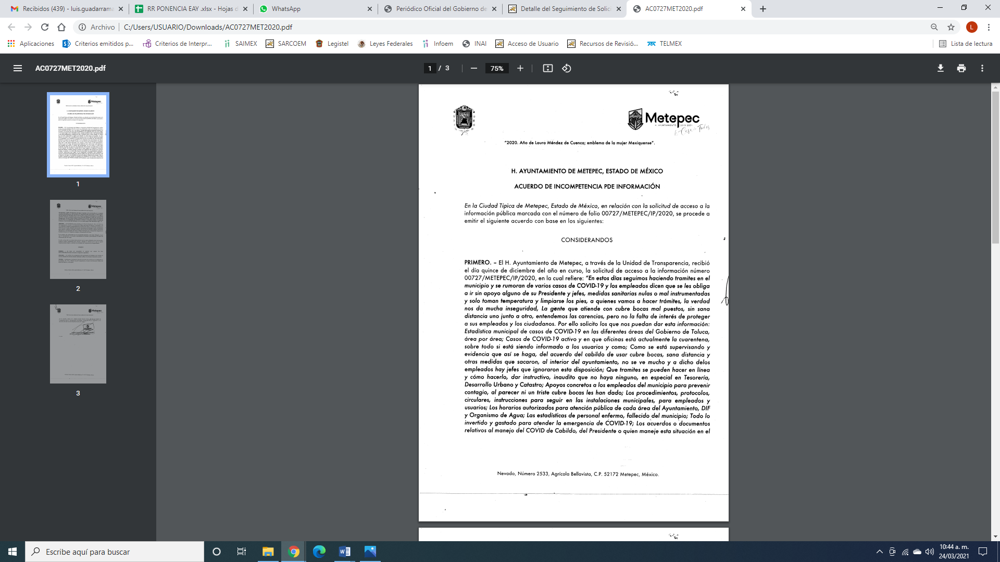 Recibidos (439) - luis.guadarrama
RR PONENCIA EAY .xlsx - Hojas d
WhatsApp
Periódico Oficial del Gobierno de
Detalle del Seguimiento de Solici
AC0727MET2020.pdf
Archivo
C:/Users/USUARIO/Downloads/AC0727MET2020.pdf
L
Aplicaciones
Criterios emitidos p...
Criterios de Interpr...
SAIMEX
SARCOEM
Legistel
Leyes Federales
Infoem
INAI
Acceso de Usuario
Recursos de Revisió...
TELMEX
Lista de lectura
AC0727MET2020.pdf
1 / 3
75%
1
2
3
Metepec
H. AYUNTAMIENTO 2019-2021
"2020. Año de Laura Méndez de Cuenca; emblema de la mujer Mexiquense".
H. AYUNTAMIENTO DE METEPEC, ESTADO DE MÉXICO
ACUERDO DE INCOMPETENCIA PDE INFORMACIÓN
En la Ciudad Típica de Metepec, Estado de México, en relación con la solicitud de acceso a la
información pública marcada con el número de folio 00727/METEPEC/IP/2020, se procede a
emitir el siguiente acuerdo con base en los siguientes:
CONSIDERANDOS
PRIMERO. – El H. Ayuntamiento de Metepec, a través de la Unidad de Transparencia, recibió
el día quince de diciembre del año en curso, la solicitud de acceso a la información número
00727/METEPEC/IP/2020, en la cual refiere: "En estos días seguimos haciendo tramites en el
municipio y se rumoran de varios casos de COVID-19 y los empleados dicen que se les obliga
a ir sin apoyo alguno de su Presidente y jefes, medidas sanitarias nulas o mal instrumentadas
y solo toman temperatura y limpiarse los pies, a quienes vamos a hacer trámites, la verdad
nos da mucha inseguridad, La gente que atiende con cubre bocas mal puestos, sin sana
distancia uno junto a otro, entendemos las carencias, pero no la falta de interés de proteger
a sus empleados y los ciudadanos. Por ello solicito los que nos puedan dar esta información:
Estadística municipal de casos de COVID-19 en las diferentes áreas del Gobierno de Toluca,
área por área; Casos de COVID-19 activo y en que oficinas está actualmente la cuarentena,
sobre todo si está siendo informado a los usuarios y como; Como se está supervisando y
evidencia que así se haga, del acuerdo del cabildo de usar cubre bocas, sana distancia y
otras medidas que sacaron, al interior del ayuntamiento, no se ve mucho y a dicho delos
empleados hay jefes que ignoraron esta disposición; Que tramites se pueden hacer en línea
y cómo hacerlo, dar instructivo, inaudito que no haya ninguno, en especial en Tesorería,
Desarrollo Urbano y Catastro; Apoyos concretos a los empleados del municipio para prevenir
contagio, al parecer ni un triste cubre bocas les han dado; Los procedimientos, protocolos,
circulares, instrucciones para seguir en las instalaciones municipales, para empleados y
usuarios; Los horarios autorizados para atención pública de cada área del Ayuntamiento, DIF
y Organismo de Agua; Las estadísticas de personal enfermo, fallecido del municipio; Todo lo
invertido y gastado para atender la emergencia de COVID-19; Los acuerdos o documentos
relativos al manejo del COVID de Cabildo, del Presidente o quien maneje esta situación en el
Nevado, Número 2533, Agrícola Bellavista, C.P. 52172 Metepec, México.
Escribe aquí para buscar
10:44 a. m.
24/03/2021